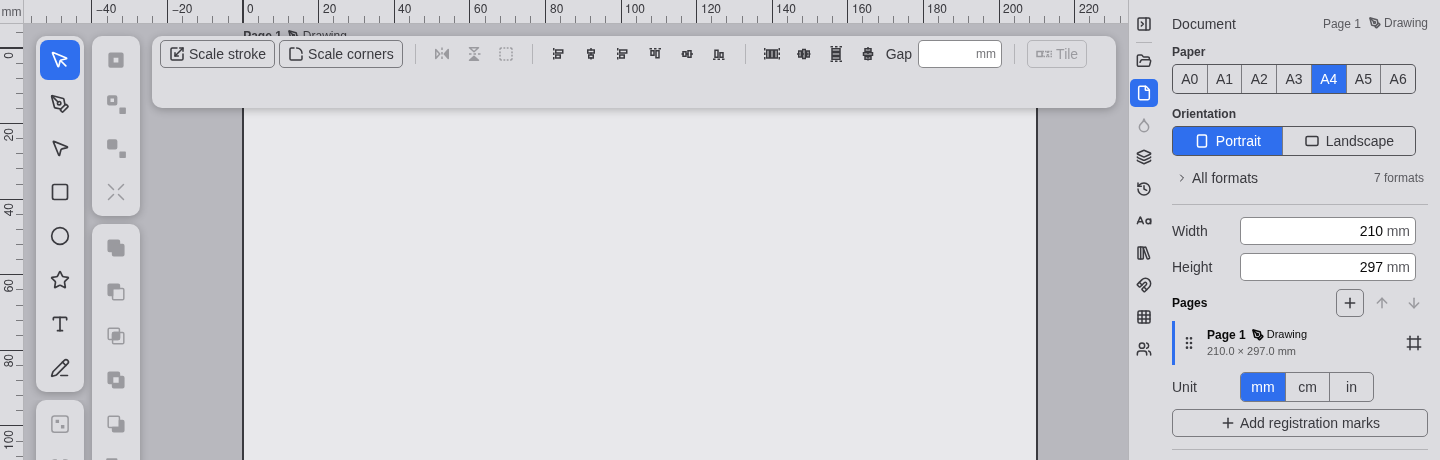 mm −40 −20 0 20 40 60 80 100 120 140 160 180 200 220
Document Page 1 Drawing
Page 1 Drawing
Scale stroke Scale corners Gap mm Tile
Paper
A0 A1 A2 A3 A4 A5 A6
Orientation
Portrait Landscape
All formats 7 formats
Width 210 mm
Height 297 mm
Pages
Page 1 Drawing
210.0 × 297.0 mm
Unit mm cm in
Add registration marks
0
20
40
60
80
100